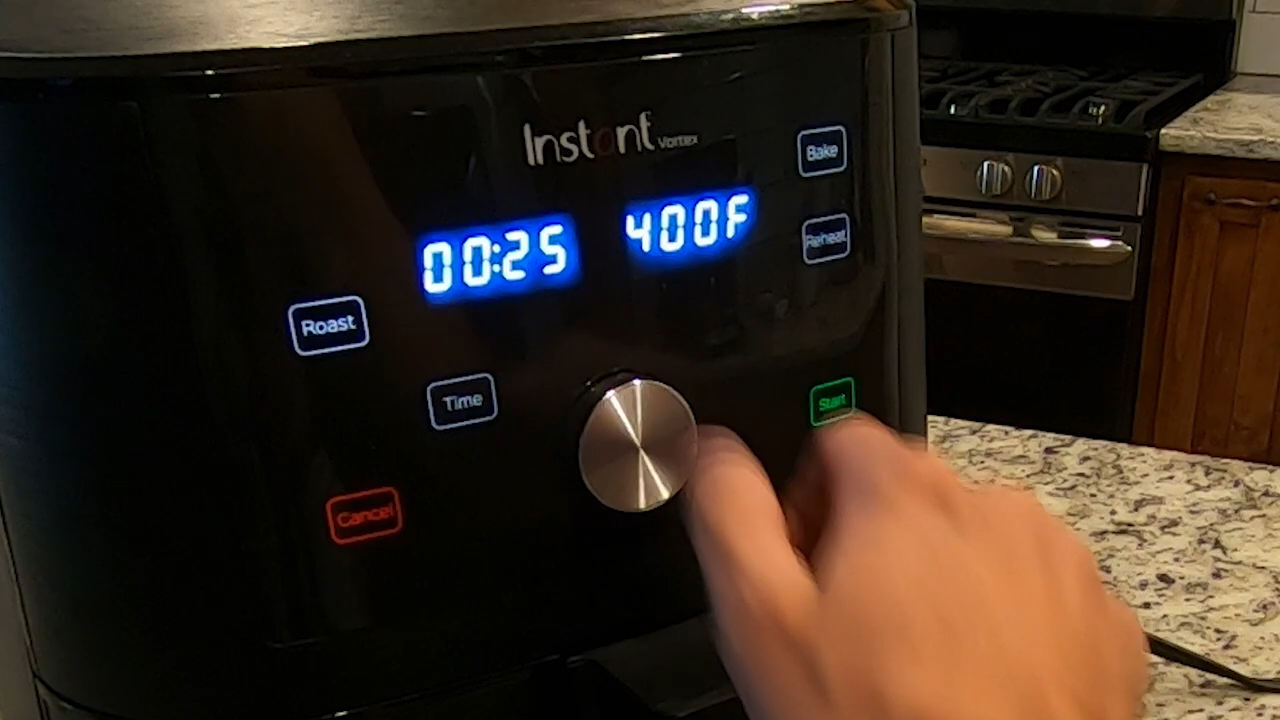 Instant Vortex
Bake
00:25 400F
Reheat
Roast
Time
Start
Cancel